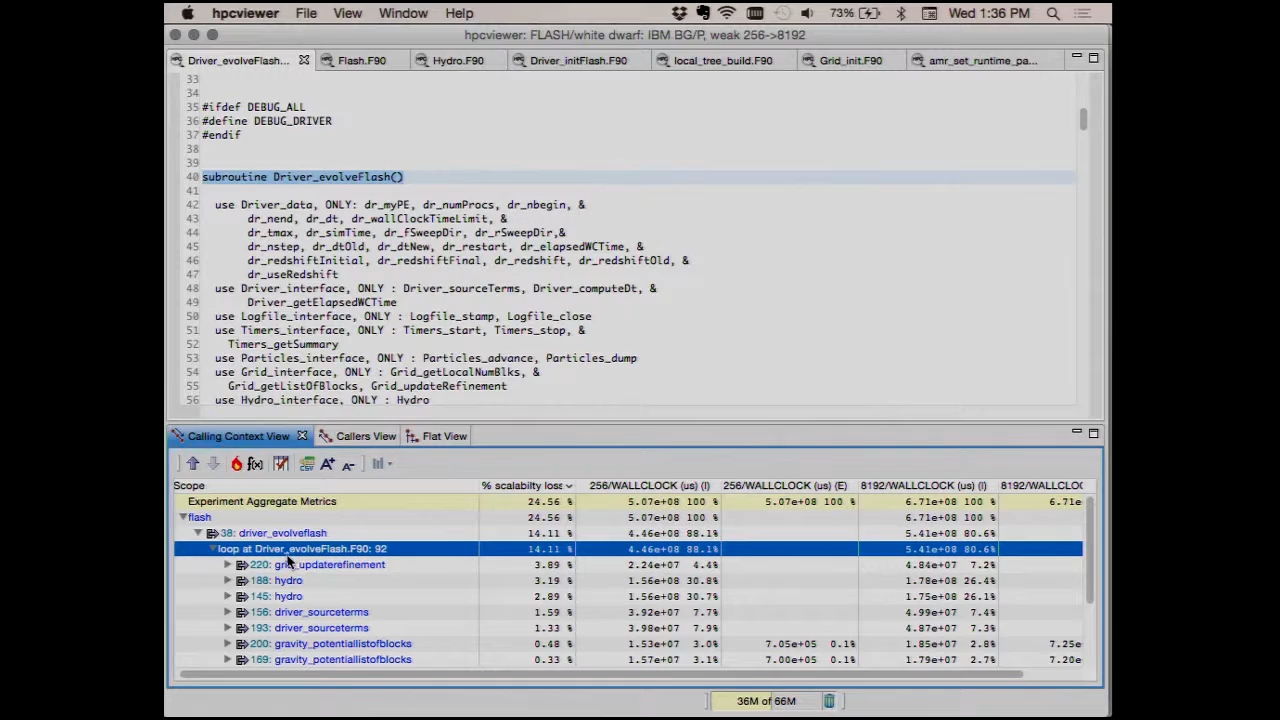 hpcviewer File View Window Help 73% Wed 1:36 PM
hpcviewer: FLASH/white dwarf: IBM BG/P, weak 256->8192
Driver_evolveFlash... Flash.F90 Hydro.F90 Driver_initFlash.F90 local_tree_build.F90 Grid_init.F90 amr_set_runtime_pa...
33
34
35 #ifdef DEBUG_ALL
36 #define DEBUG_DRIVER
37 #endif
38
39
40 subroutine Driver_evolveFlash()
41
42 use Driver_data, ONLY: dr_myPE, dr_numProcs, dr_nbegin, &
43 dr_nend, dr_dt, dr_wallClockTimeLimit, &
44 dr_tmax, dr_simTime, dr_fSweepDir, dr_rSweepDir,&
45 dr_nstep, dr_dtOld, dr_dtNew, dr_restart, dr_elapsedWCTime, &
46 dr_redshiftInitial, dr_redshiftFinal, dr_redshift, dr_redshiftOld, &
47 dr_useRedshift
48 use Driver_interface, ONLY : Driver_sourceTerms, Driver_computeDt, &
49 Driver_getElapsedWCTime
50 use Logfile_interface, ONLY : Logfile_stamp, Logfile_close
51 use Timers_interface, ONLY : Timers_start, Timers_stop, &
52 Timers_getSummary
53 use Particles_interface, ONLY : Particles_advance, Particles_dump
54 use Grid_interface, ONLY : Grid_getLocalNumBlks, &
55 Grid_getListOfBlocks, Grid_updateRefinement
56 use Hydro_interface, ONLY : Hydro
Calling Context View Callers View Flat View
f(x) A+ A-
Scope % scalabilty loss 256/WALLCLOCK (us) (I) 256/WALLCLOCK (us) (E) 8192/WALLCLOCK (us) (I) 8192/WALLCLO
Experiment Aggregate Metrics 24.56 % 5.07e+08 100 % 5.07e+08 100 % 6.71e+08 100 % 6.71e+
flash 24.56 % 5.07e+08 100 % 6.71e+08 100 %
38: driver_evolveflash 14.11 % 4.46e+08 88.1% 5.41e+08 80.6%
loop at Driver_evolveFlash.F90: 92 14.11 % 4.46e+08 88.1% 5.41e+08 80.6%
220: grid_updaterefinement 3.89 % 2.24e+07 4.4% 4.84e+07 7.2%
188: hydro 3.19 % 1.56e+08 30.8% 1.78e+08 26.6%
145: hydro 2.89 % 1.56e+08 30.7% 1.75e+08 26.1%
156: driver_sourceterms 1.59 % 3.92e+07 7.7% 4.99e+07 7.4%
193: driver_sourceterms 1.33 % 3.98e+07 7.9% 4.87e+07 7.3%
200: gravity_potentiallistofblocks 0.48 % 1.53e+07 3.0% 7.05e+05 0.1% 1.85e+07 2.8% 7.25e
169: gravity_potentiallistofblocks 0.33 % 1.57e+07 3.1% 7.00e+05 0.1% 1.79e+07 2.7% 7.20e
36M of 66M